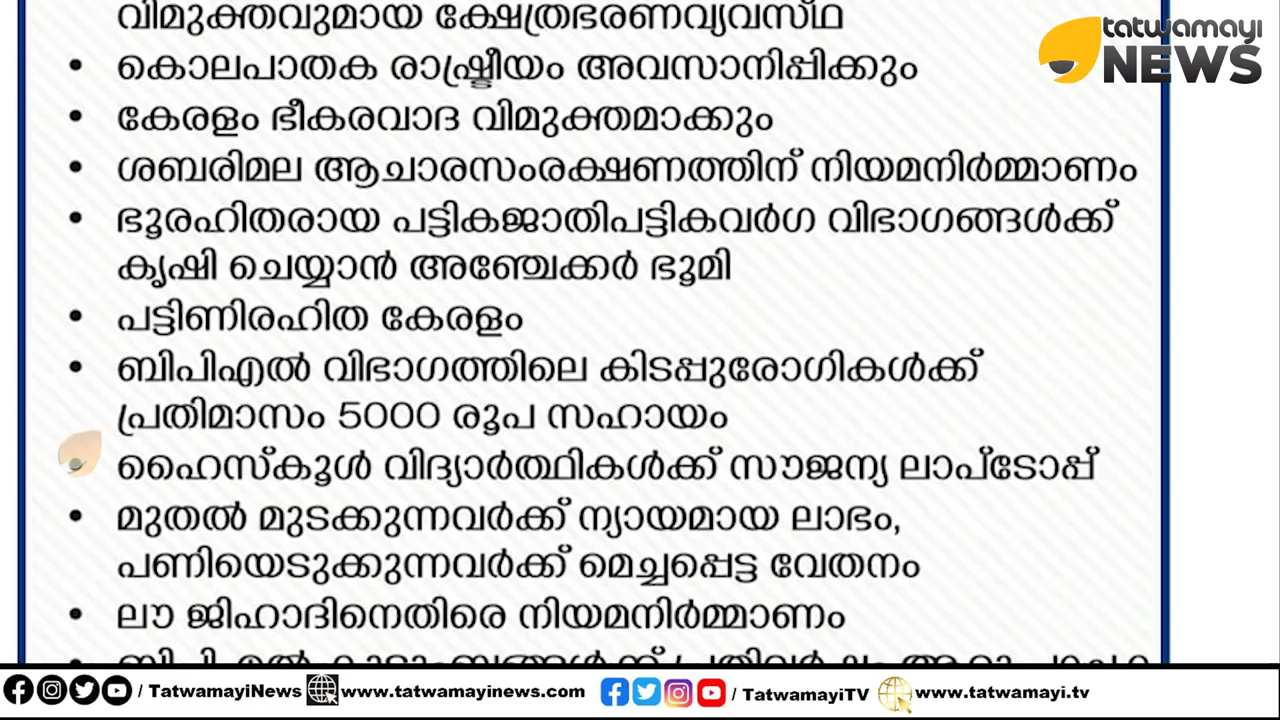 വിമുക്തവുമായ ക്ഷേത്രഭരണവ്യവസ്ഥ
tatwamayi
NEWS
• കൊലപാതക രാഷ്ട്രീയം അവസാനിപ്പിക്കും
• കേരളം ഭീകരവാദ വിമുക്തമാക്കും
• ശബരിമല ആചാരസംരക്ഷണത്തിന് നിയമനിർമ്മാണം
• ഭൂരഹിതരായ പട്ടികജാതിപട്ടികവർഗ വിഭാഗങ്ങൾക്ക്
കൃഷി ചെയ്യാൻ അഞ്ചേക്കർ ഭൂമി
• പട്ടിണിരഹിത കേരളം
• ബിപിഎൽ വിഭാഗത്തിലെ കിടപ്പുരോഗികൾക്ക്
പ്രതിമാസം 5000 രൂപ സഹായം
ഹൈസ്കൂൾ വിദ്യാർത്ഥികൾക്ക് സൗജന്യ ലാപ്ടോപ്പ്
• മുതൽ മുടക്കുന്നവർക്ക് ന്യായമായ ലാഭം,
പണിയെടുക്കുന്നവർക്ക് മെച്ചപ്പെട്ട വേതനം
• ലൗ ജിഹാദിനെതിരെ നിയമനിർമ്മാണം
/ TatwamayiNews www.tatwamayinews.com / TatwamayiTV www.tatwamayi.tv